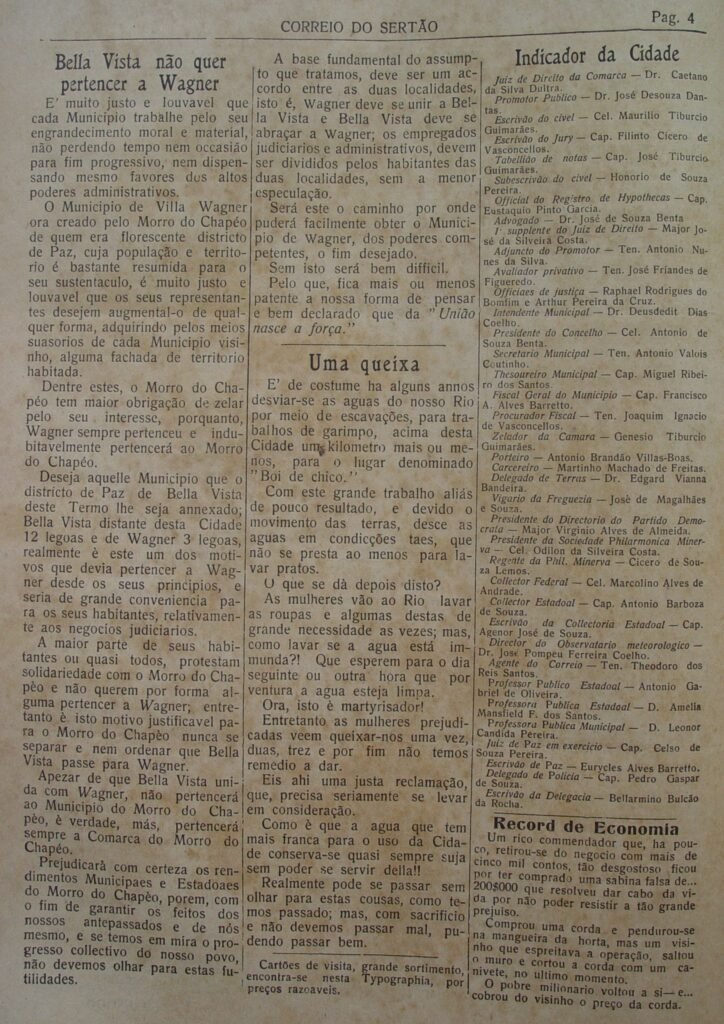 CORREIO DO SERTÃO
Pag. 4
Bella Vista não quer
pertencer a Wagner
E' muito justo e louvavel que
cada Município trabalhe pelo seu
engrandecimento moral e material,
não perdendo tempo nem occasião
para fim progressivo, nem dispen-
sando mesmo favores dos altos
poderes administrativos.
O Municipio de Villa Wagner
ora creado pelo Morro do Chapéo
de quem era florescente districto
de Paz, cuja população e territo-
rio é bastante resumida para o
seu sustentaculo, é muito justo e
louvavel que os seus representan-
tes desejem augmental-o de qual-
quer forma, adquirindo pelos meios
suasorios de cada Municipio visi-
nho, alguma fachada de territorio
habitada.
Dentre estes, o Morro do Cha-
péo tem maior obrigação de zelar
pelo seu interesse, porquanto,
Wagner sempre pertenceu e indu-
bitavelmente pertencerá ao Morro
do Chapéo.
Deseja aquelle Municipio que o
districto de Paz de Bella Vista
deste Termo lhe seja annexado;
Bella Vista distante desta Cidade
12 legoas e de Wagner 3 legoas,
realmente è este um dos moti-
vos que devia pertencer a Wag-
ner desde os seus principios, e
seria de grande conveniencia pa-
ra os seus habitantes, relativamen-
te aos negocios judiciarios.
A maior parte de seus habi-
tantes ou quasi todos, protestam
solidariedade com o Morro do Cha-
pèo e não querem por forma al-
guma pertencer a Wagner; entre-
tanto è isto motivo justificavel pa-
ra o Morro do Chapêo nunca se
separar e nem ordenar que Bella
Vista passe para Wagner.
Apezar de que Bella Vista uni-
da com Wagner, não pertencerá
ao Municipio do Morro do Cha-
péo, è verdade, más, pertencerá
sempre a Comarca do Morro do
Chapéo.
Prejudicará com certeza os ren-
dimentos Municipaes e Estadoaes
do Morro do Chapéo, porem, com
o fim de garantir os feitos dos
nossos antepassados e de nós
mesmo, e se temos em mira o pro-
gresso collectivo do nosso povo,
não devemos olhar para estas fu-
tilidades.
A base fundamental do assump-
to que tratamos, deve ser um ac-
cordo entre as duas localidades,
isto é, Wagner deve se unir a Bel-
la Vista e Bella Vista deve se
abraçar a Wagner; os empregados
judiciarios e administrativos, devem
ser divididos pelos habitantes das
duas localidades, sem a menor
especulação.
Será este o caminho por onde
puderá facilmente obter o Munici-
pio de Wagner, dos poderes com-
petentes, o fim desejado.
Sem isto será bem difficil.
Pelo que, fica mais ou menos
patente a nossa forma de pensar
e bem declarado que da "União
nasce a força."
Uma queixa
E' de costume ha alguns annos
desviar-se as aguas do nosso Rio
por meio de escavações, para tra-
balhos de garimpo, acima desta
Cidade um kilometro mais ou me-
nos, para o lugar denominado
"Boi de chico."
Com este grande trabalho aliás
de pouco resultado, e devido o
movimento das terras, desce as
aguas em condicções taes, que
não se presta ao menos para la-
var pratos.
O que se dà depois disto?
As mulheres vão ao Rio lavar
as roupas e algumas destas de
grande necessidade as vezes; mas,
como lavar se a agua está im-
munda?! Que esperem para o dia
seguinte ou outra hora que por
ventura a agua esteja limpa.
Ora, isto é martyrisador!
Entretanto as mulheres prejudi-
cadas veem queixar-nos uma vez,
duas, trez e por fim não temos
remedio a dar.
Eis ahi uma justa reclamação,
que, precisa seriamente se levar
em consideração.
Como è que a agua que tem
mais franca para o uso da Cida-
de conserva-se quasi sempre suja
sem poder se servir della!!
Realmente pode se passar sem
olhar para estas cousas, como te-
mos passado; mas, com sacrificio
e não devemos passar mal, pu-
dendo passar bem.
Cartões de visita, grande sortimento,
encontra-se nesta Typographia, por
preços razoaveis.
Indicador da Cidade
Juiz de Direito da Comarca — Dr. Caetano
da Silva Dultra.
Promotor Publico — Dr. José Desouza Dan-
tas.
Escrivão do civel — Cel. Maurilio Tiburcio
Guimarães.
Escrivão do Jury — Cap. Filinto Cicero de
Vasconcellos.
Tabellião de notas — Cap. José Tiburcio
Guimarães.
Subescrivão do civel — Honorio de Souza
Pereira.
Official do Registro de Hypothecas — Cap.
Eustaquio Pinto Garcia.
Advogado — Dr. José de Souza Benta
1º supplente do Juiz de Direito — Major Jo-
sé da Silveira Costa.
Adjuncto do Promotor — Ten. Antonio Nu-
nes da Silva.
Avaliador privativo — Ten. José Friandes de
Figueredo.
Officiaes de justiça — Raphael Rodrigues do
Bomfim e Arthur Pereira da Cruz.
Intendente Municipal — Dr. Deusdedit Dias
Coelho.
Presidente do Concelho — Cel. Antonio de
Souza Benta.
Secretario Municipal — Ten. Antonio Valois
Coutinho.
Thesoureiro Municipal — Cap. Miguel Ribei-
ro dos Santos.
Fiscal Geral do Municipio — Cap. Francisco
A. Alves Barretto.
Procurador Fiscal — Ten. Joaquim Ignacio
de Vasconcellos.
Zelador da Camara — Genesio Tiburcio
Guimarães.
Porteiro — Antonio Brandão Villas-Boas.
Carcereiro — Martinho Machado de Freitas.
Delegado de Terras — Dr. Edgard Vianna
Bandeira.
Vigario da Freguezia — José de Magalhães
e Souza.
Presidente do Directorio do Partido Demo-
crata — Major Virginio Alves de Almeida.
Presidente da Sociedade Philarmonica Miner-
va — Cel. Odilon da Silveira Costa.
Regente da Phil. Minerva — Cicero de Sou-
za Lemos.
Collector Federal — Cel. Marcolino Alves de
Andrade.
Collector Estadoal — Cap. Antonio Barboza
de Souza.
Escrivão da Collectoria Estadoal — Cap.
Agenor José de Souza.
Director do Observatorio meteorologico —
Dr. José Pompeu Ferreira Coelho.
Agente do Correio — Ten. Theodoro dos
Reis Santos.
Professor Publico Estadoal — Antonio Ga-
briel de Oliveira.
Professora Publica Estadoal — D. Amelia
Mansfield F. dos Santos.
Professora Publica Municipal — D. Leonor
Candida Pereira.
Juiz de Paz em exercicio — Cap. Celso de
Souza Pereira.
Escrivão de Paz — Eurycles Alves Barretto.
Delegado de Policia — Cap. Pedro Gaspar
de Souza.
Escrivão da Delegacia — Bellarmino Bulcão
da Rocha.
Record de Economia
Um rico commendador que, ha pou-
co, retirou-se do negocio com mais de
cinco mil contos, tão desgostoso ficou
por ter comprado uma sabina falsa de...
200$000 que resolveu dar cabo da vi-
da por não poder resistir a tão grande
prejuiso.
Comprou uma corda e pendurou-se
na mangueira da horta, mas um visi-
nho que espreitava a operação, saltou
o muro e cortou a corda com um ca-
nivete, no ultimo momento.
O pobre milionario voltou a si— e...
cobrou do visinho o preço da corda.